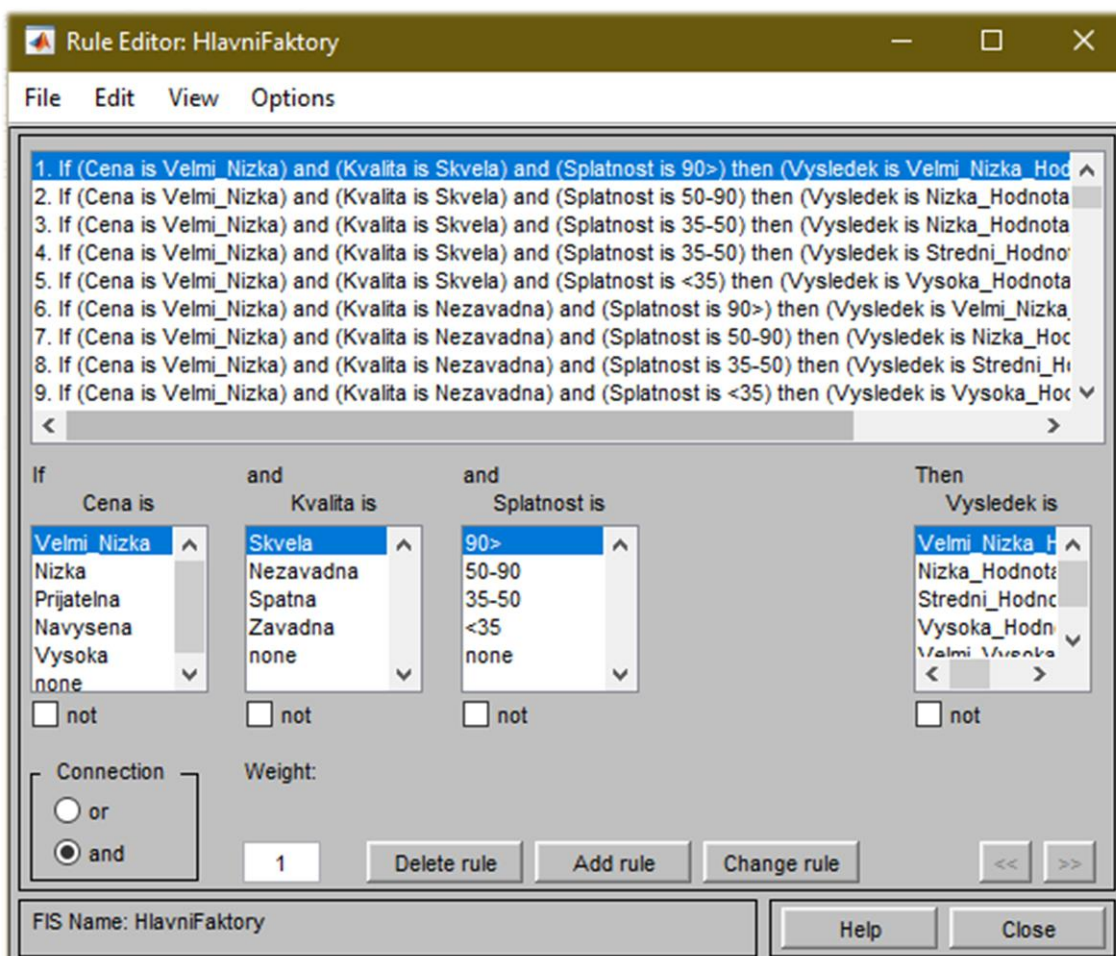 Rule Editor: HlavniFaktory
File Edit View Options
1. If (Cena is Velmi_Nizka) and (Kvalita is Skvela) and (Splatnost is 90>) then (Vysledek is Velmi_Nizka_Hod
2. If (Cena is Velmi_Nizka) and (Kvalita is Skvela) and (Splatnost is 50-90) then (Vysledek is Nizka_Hodnota
3. If (Cena is Velmi_Nizka) and (Kvalita is Skvela) and (Splatnost is 35-50) then (Vysledek is Nizka_Hodnota
4. If (Cena is Velmi_Nizka) and (Kvalita is Skvela) and (Splatnost is 35-50) then (Vysledek is Stredni_Hodnot
5. If (Cena is Velmi_Nizka) and (Kvalita is Skvela) and (Splatnost is <35) then (Vysledek is Vysoka_Hodnota
6. If (Cena is Velmi_Nizka) and (Kvalita is Nezavadna) and (Splatnost is 90>) then (Vysledek is Velmi_Nizka_
7. If (Cena is Velmi_Nizka) and (Kvalita is Nezavadna) and (Splatnost is 50-90) then (Vysledek is Nizka_Hod
8. If (Cena is Velmi_Nizka) and (Kvalita is Nezavadna) and (Splatnost is 35-50) then (Vysledek is Stredni_H
9. If (Cena is Velmi_Nizka) and (Kvalita is Nezavadna) and (Splatnost is <35) then (Vysledek is Vysoka_Hod
If and and Then
Cena is Kvalita is Splatnost is Vysledek is
Velmi_Nizka Skvela 90> Velmi_Nizka_H
Nizka Nezavadna 50-90 Nizka_Hodnota
Prijatelna Spatna 35-50 Stredni_Hodno
Navysena Zavadna <35 Vysoka_Hodn
Vysoka none none Velmi_Vysoka
none
not not not not
Connection Weight:
or
and 1 Delete rule Add rule Change rule << >>
FIS Name: HlavniFaktory Help Close